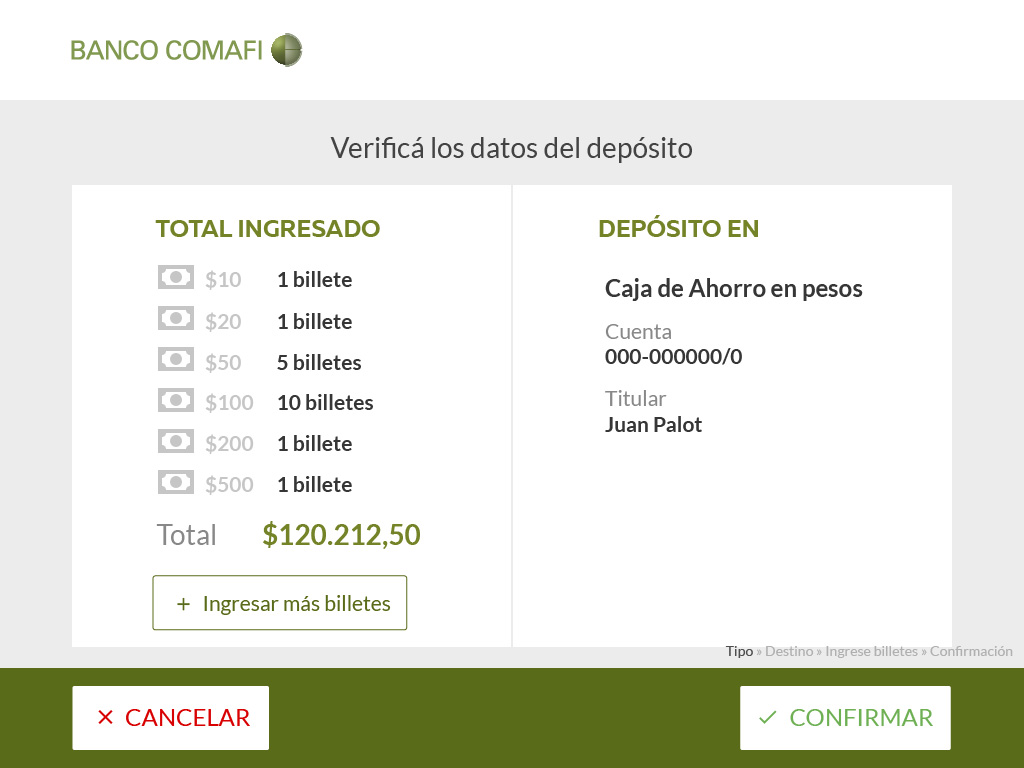 BANCO COMAFI
Verificá los datos del depósito
TOTAL INGRESADO
$10 1 billete
$20 1 billete
$50 5 billetes
$100 10 billetes
$200 1 billete
$500 1 billete
Total $120.212,50
+ Ingresar más billetes
DEPÓSITO EN
Caja de Ahorro en pesos
Cuenta
000-000000/0
Titular
Juan Palot
Tipo » Destino » Ingrese billetes » Confirmación
CANCELAR
CONFIRMAR